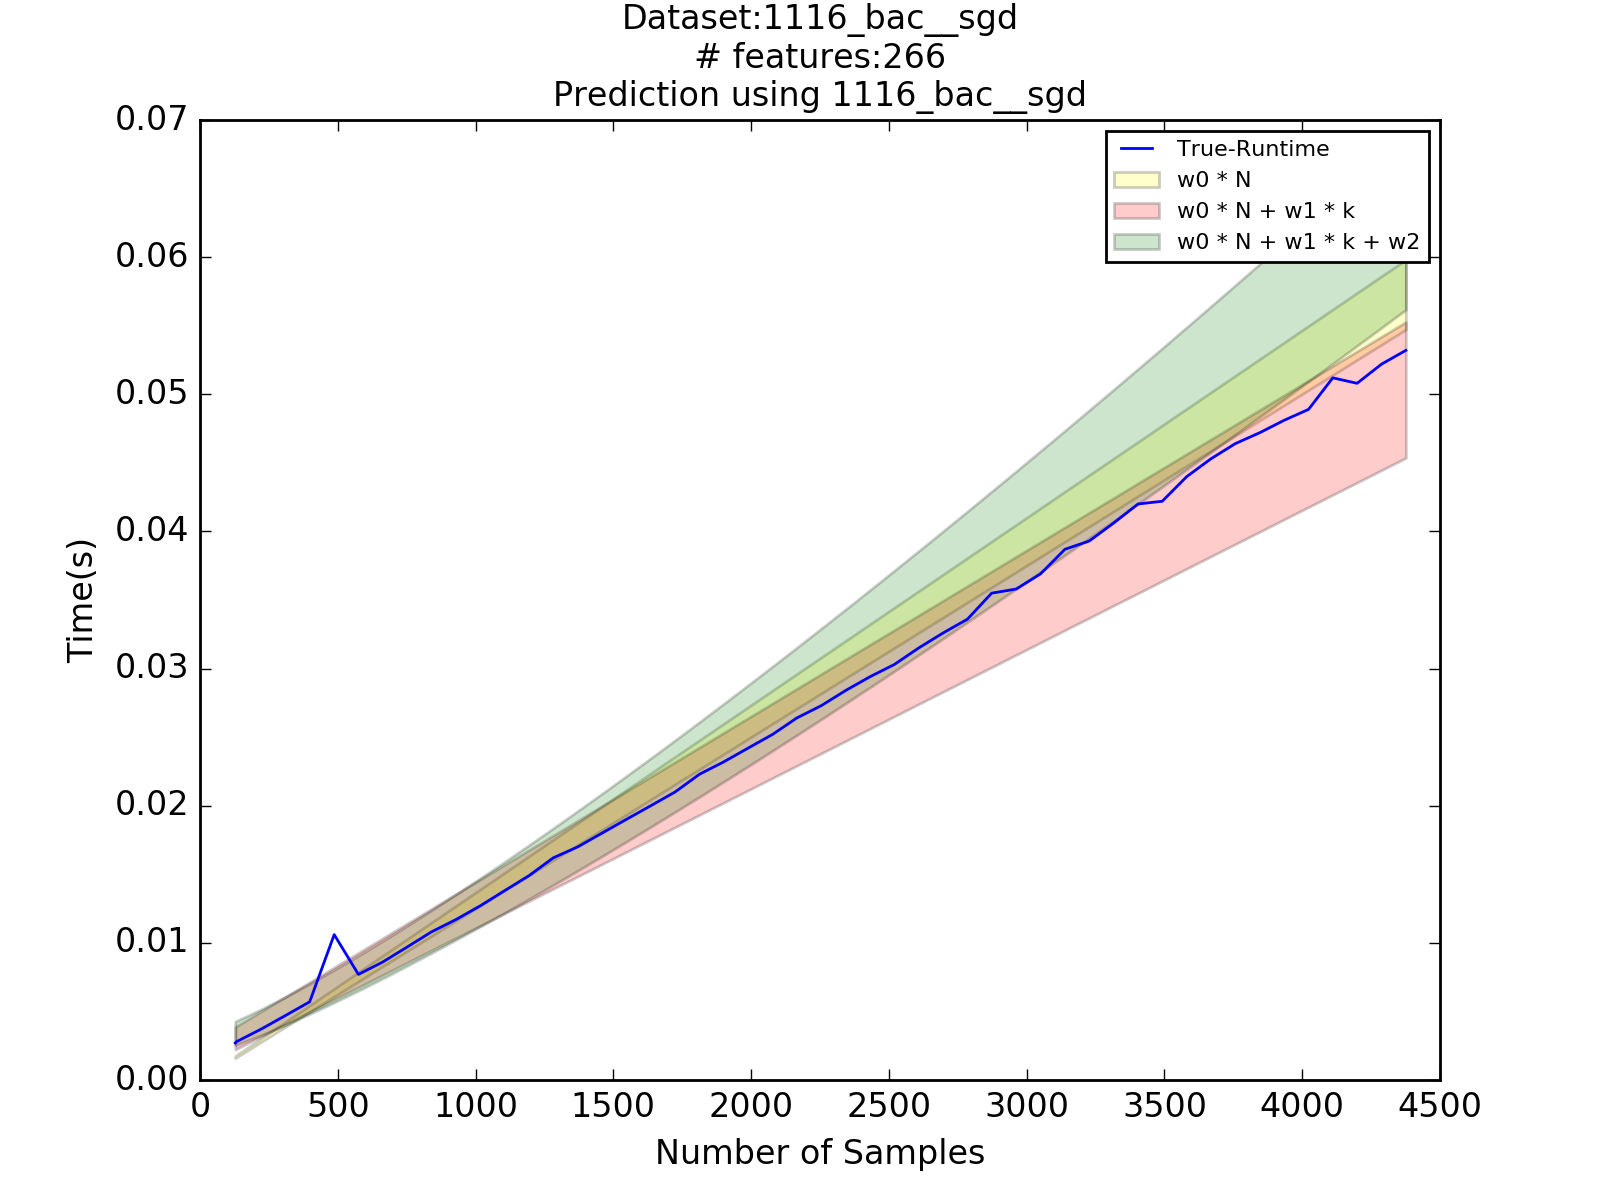 Dataset:1116_bac__sgd
# features:266
Prediction using 1116_bac__sgd
0.07
0.06
0.05
0.04
0.03
0.02
0.01
0.00
Time(s)
True-Runtime
w0 * N
w0 * N + w1 * k
w0 * N + w1 * k + w2
0 500 1000 1500 2000 2500 3000 3500 4000 4500
Number of Samples